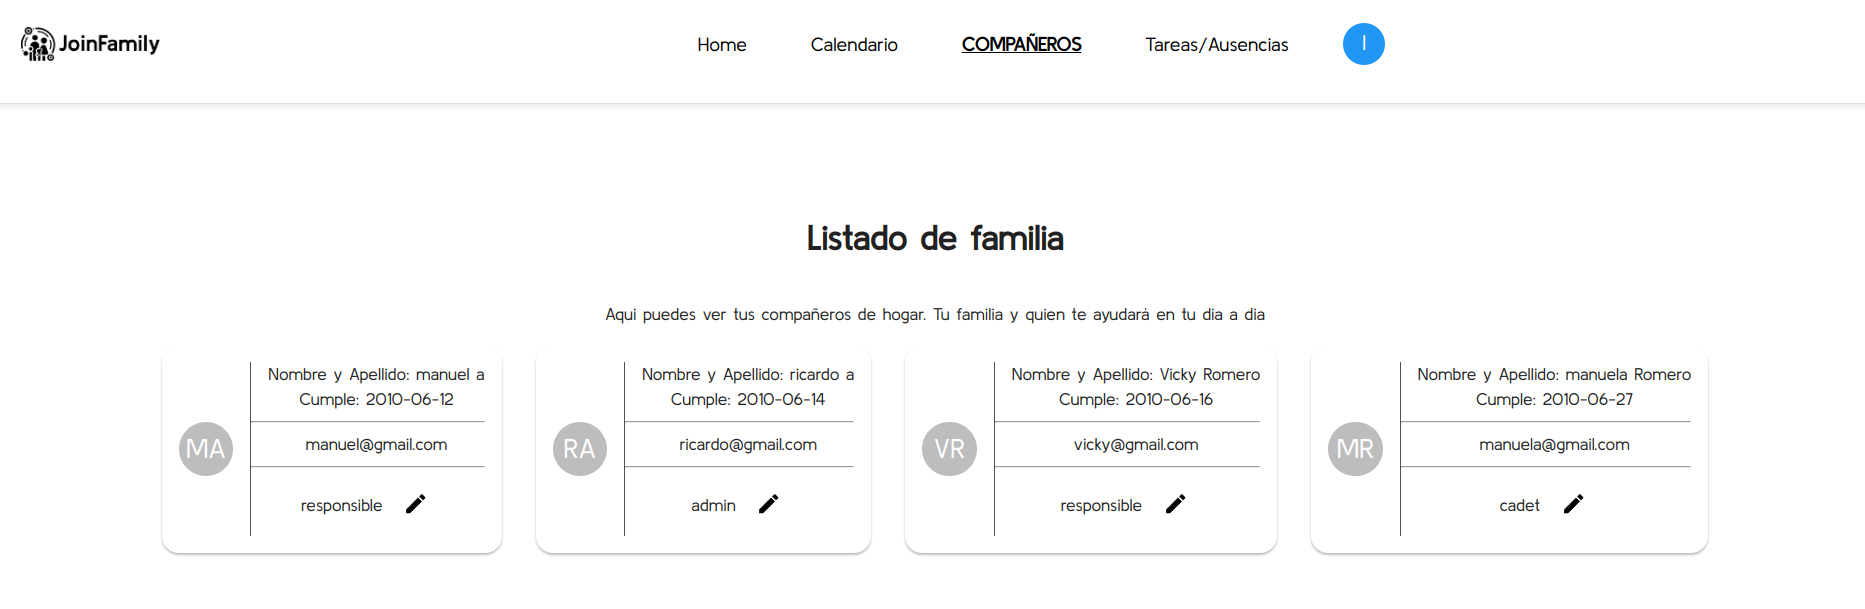 JoinFamily
Home Calendario COMPAÑEROS Tareas/Ausencias I
Listado de familia
Aqui puedes ver tus compañeros de hogar. Tu familia y quien te ayudará en tu dia a dia
MA
Nombre y Apellido: manuel a
Cumple: 2010-06-12
manuel@gmail.com
responsible
RA
Nombre y Apellido: ricardo a
Cumple: 2010-06-14
ricardo@gmail.com
admin
VR
Nombre y Apellido: Vicky Romero
Cumple: 2010-06-16
vicky@gmail.com
responsible
MR
Nombre y Apellido: manuela Romero
Cumple: 2010-06-27
manuela@gmail.com
cadet